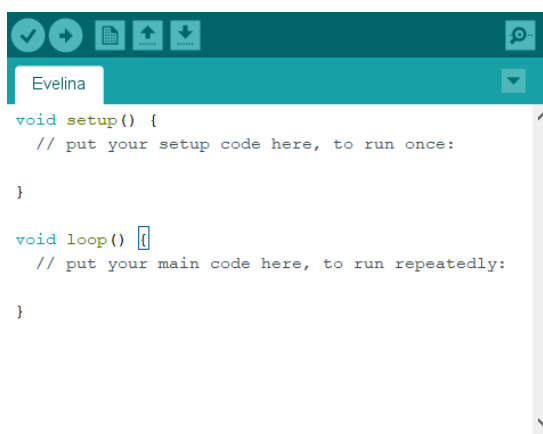 Evelina
void setup() {
  // put your setup code here, to run once:
}
void loop() {
  // put your main code here, to run repeatedly:
}